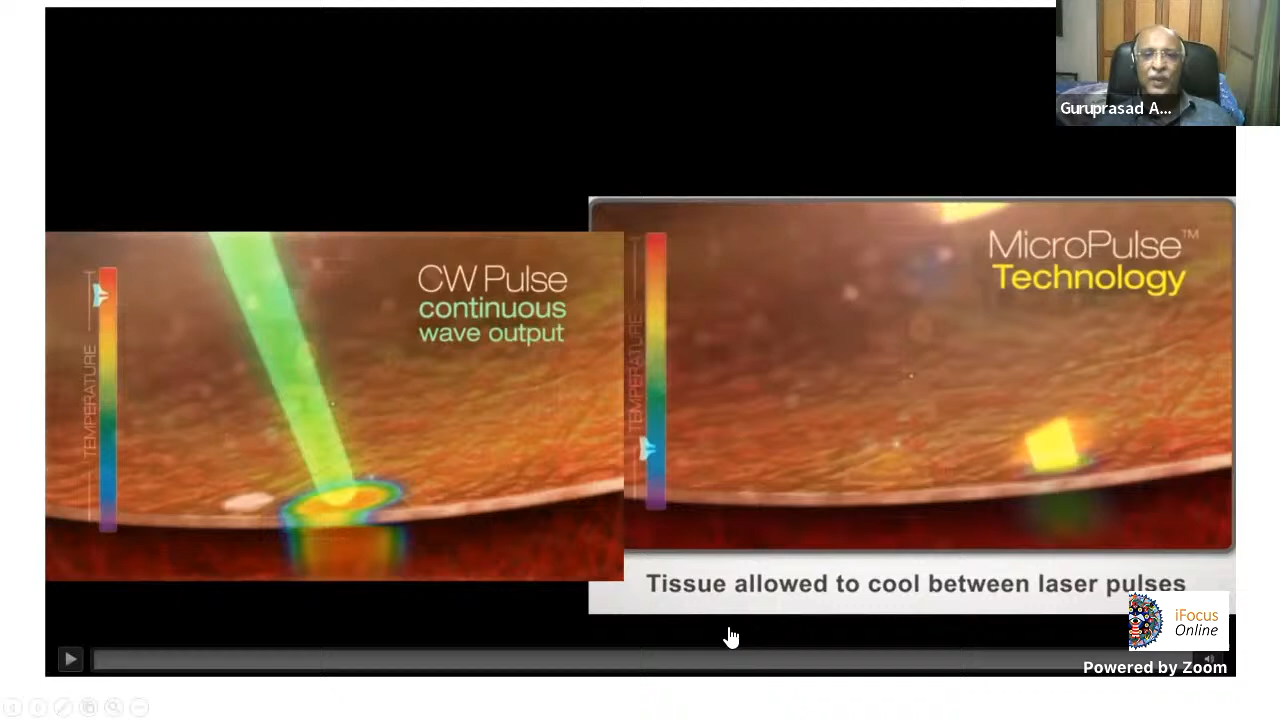 Guruprasad A...
CW Pulse
continuous
wave output
TEMPERATURE
MicroPulse™
Technology
TEMPERATURE
Tissue allowed to cool between laser pulses
iFocus
Online
Powered by Zoom